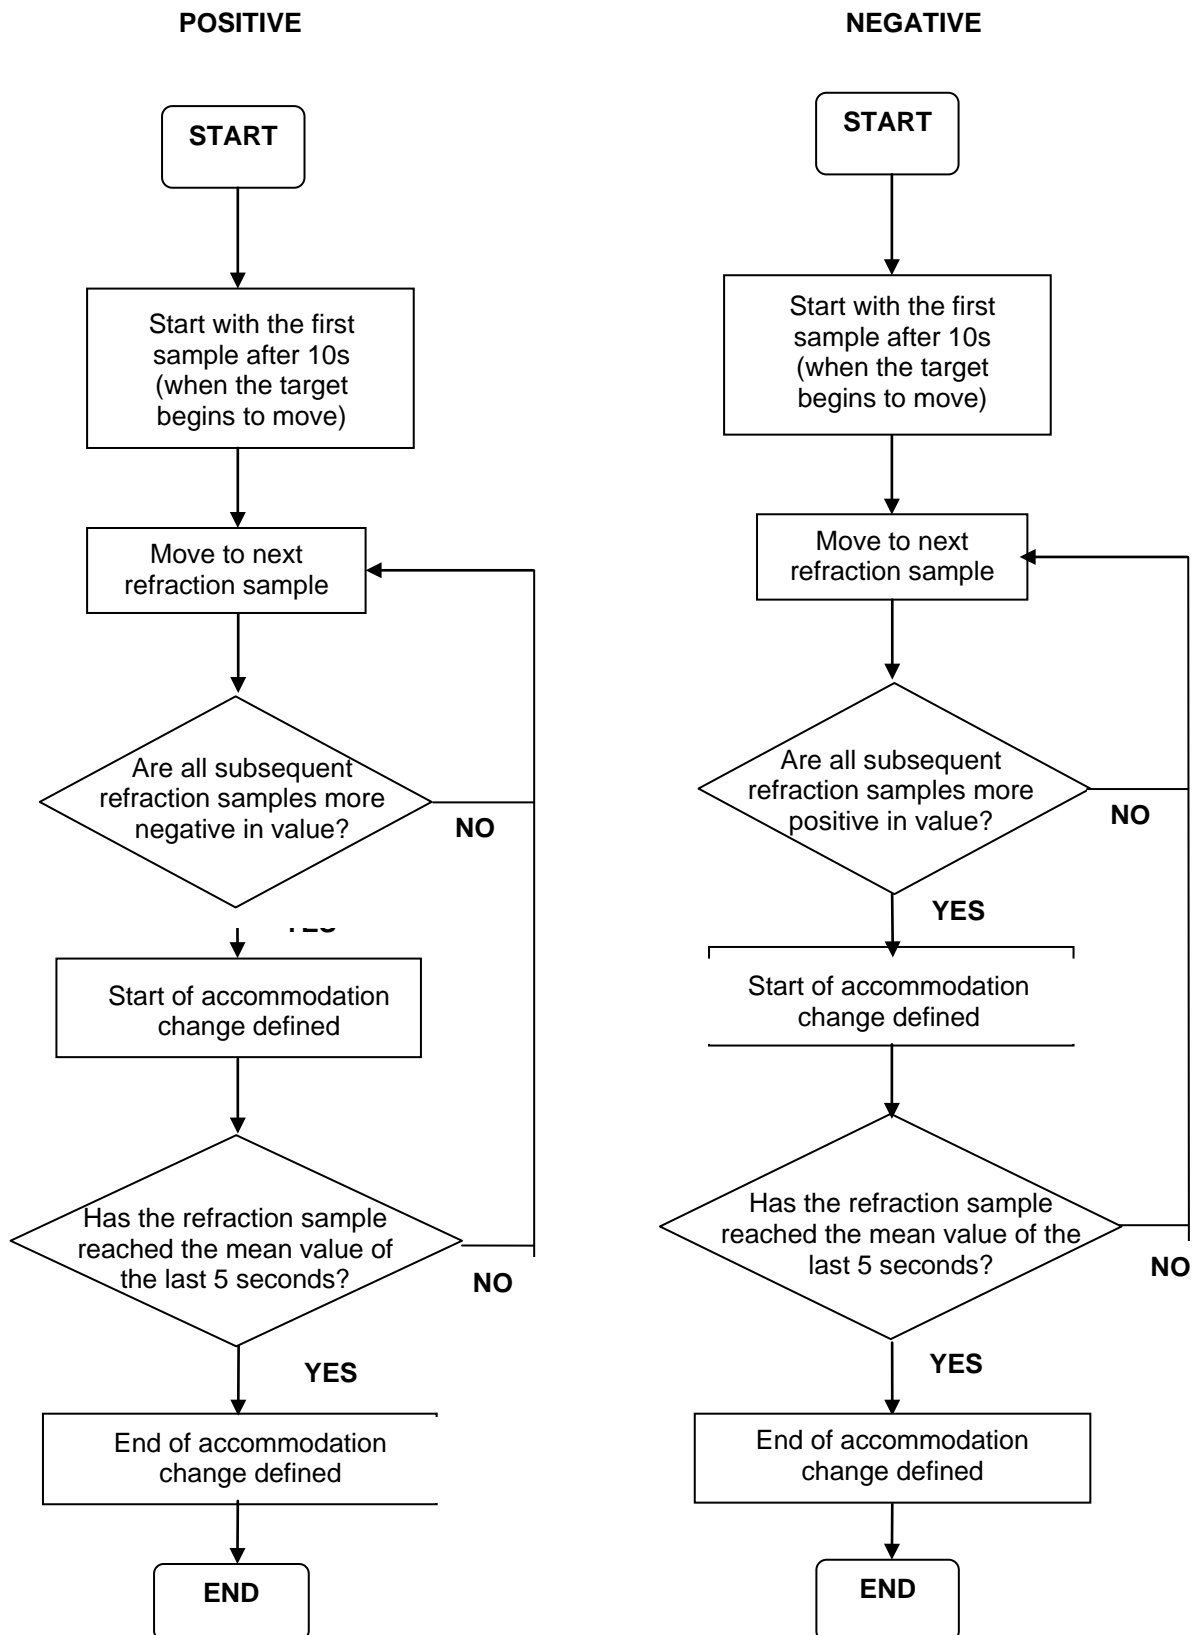 POSITIVE
START
Start with the first
sample after 10s
(when the target
begins to move)
Move to next
refraction sample
Are all subsequent
refraction samples more
negative in value?
NO
YES
Start of accommodation
change defined
Has the refraction sample
reached the mean value of
the last 5 seconds?
NO
YES
End of accommodation
change defined
END
NEGATIVE
START
Start with the first
sample after 10s
(when the target
begins to move)
Move to next
refraction sample
Are all subsequent
refraction samples more
positive in value?
NO
YES
Start of accommodation
change defined
Has the refraction sample
reached the mean value of the
last 5 seconds?
NO
YES
End of accommodation
change defined
END